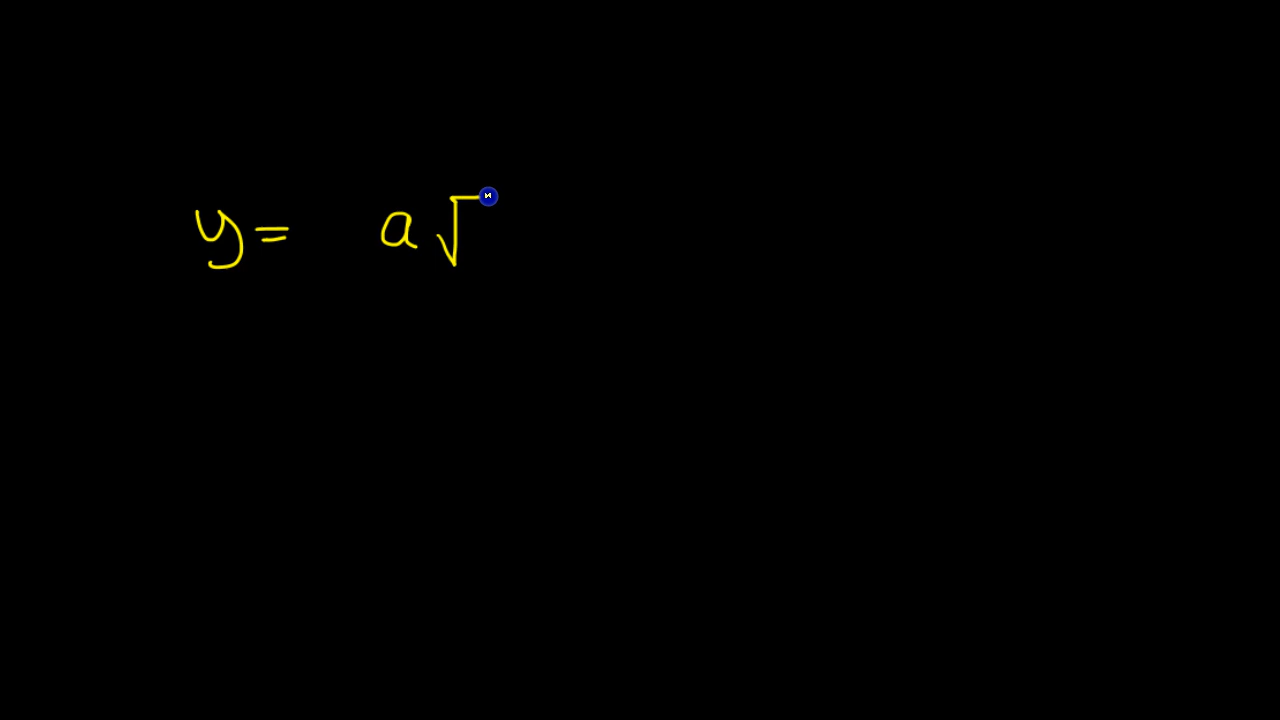 y = a√